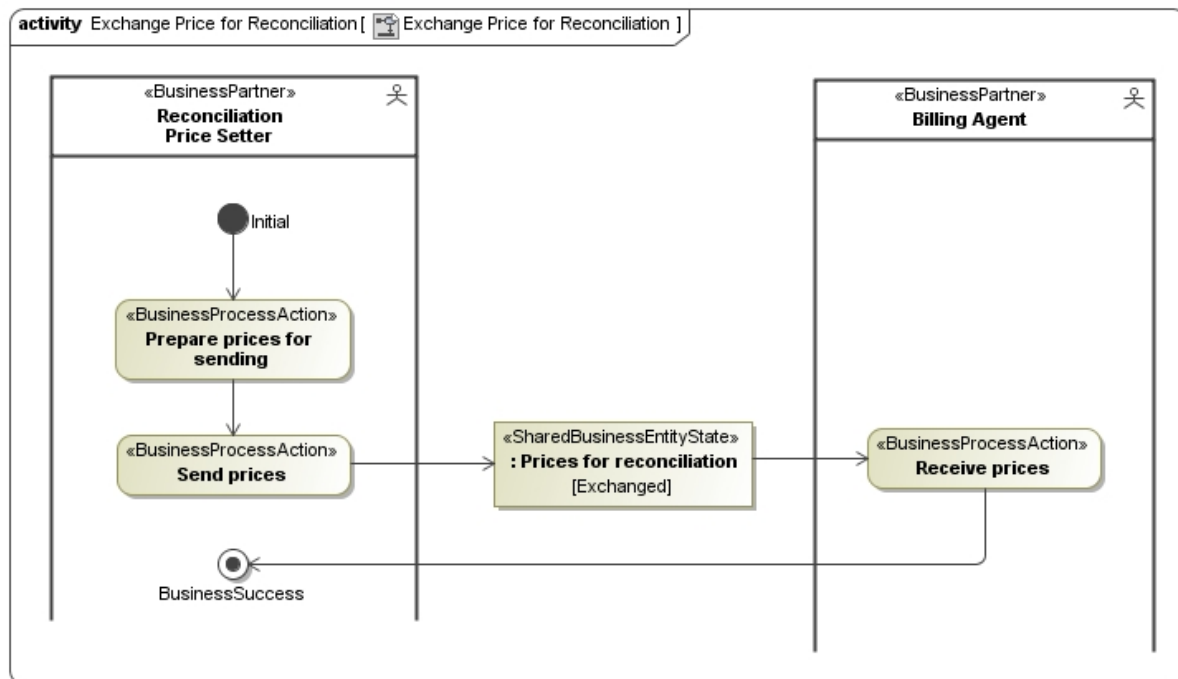 activity Exchange Price for Reconciliation [ Exchange Price for Reconciliation ]
«BusinessPartner»
Reconciliation
Price Setter
«BusinessPartner»
Billing Agent
Initial
«BusinessProcessAction»
Prepare prices for
sending
«BusinessProcessAction»
Send prices
«SharedBusinessEntityState»
: Prices for reconciliation
[Exchanged]
«BusinessProcessAction»
Receive prices
BusinessSuccess